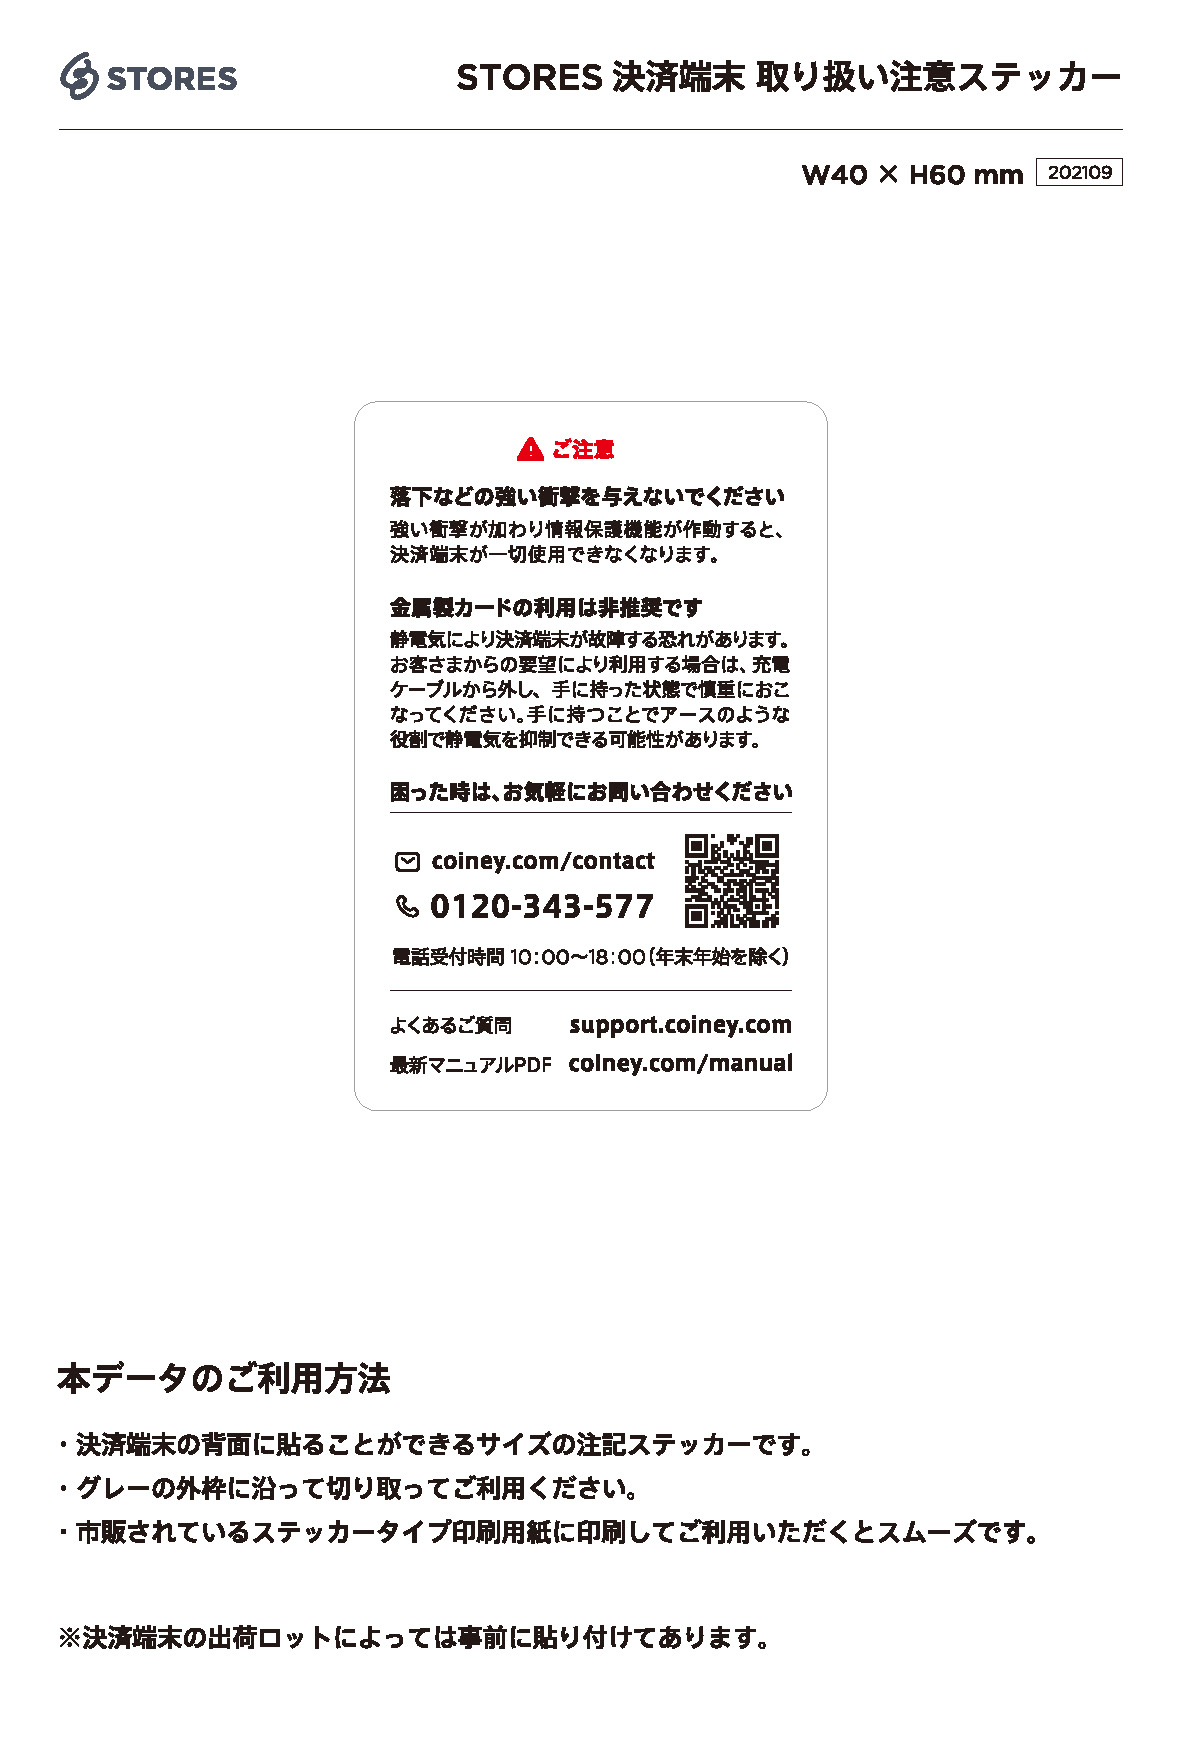 STORES
STORES 決済端末 取り扱い注意ステッカー
W40 × H60 mm 202109
ご注意
落下などの強い衝撃を与えないでください
強い衝撃が加わり情報保護機能が作動すると、
決済端末が一切使用できなくなります。
金属製カードの利用は非推奨です
静電気により決済端末が故障する恐れがあります。
お客さまからの要望により利用する場合は、充電
ケーブルから外し、手に持った状態で慎重におこ
なってください。手に持つことでアースのような
役割で静電気を抑制できる可能性があります。
困った時は、お気軽にお問い合わせください
coiney.com/contact
0120-343-577
電話受付時間 10:00〜18:00(年末年始を除く)
よくあるご質問 support.coiney.com
最新マニュアルPDF coiney.com/manual
本データのご利用方法
・決済端末の背面に貼ることができるサイズの注記ステッカーです。
・グレーの外枠に沿って切り取ってご利用ください。
・市販されているステッカータイプ印刷用紙に印刷してご利用いただくとスムーズです。
※決済端末の出荷ロットによっては事前に貼り付けてあります。